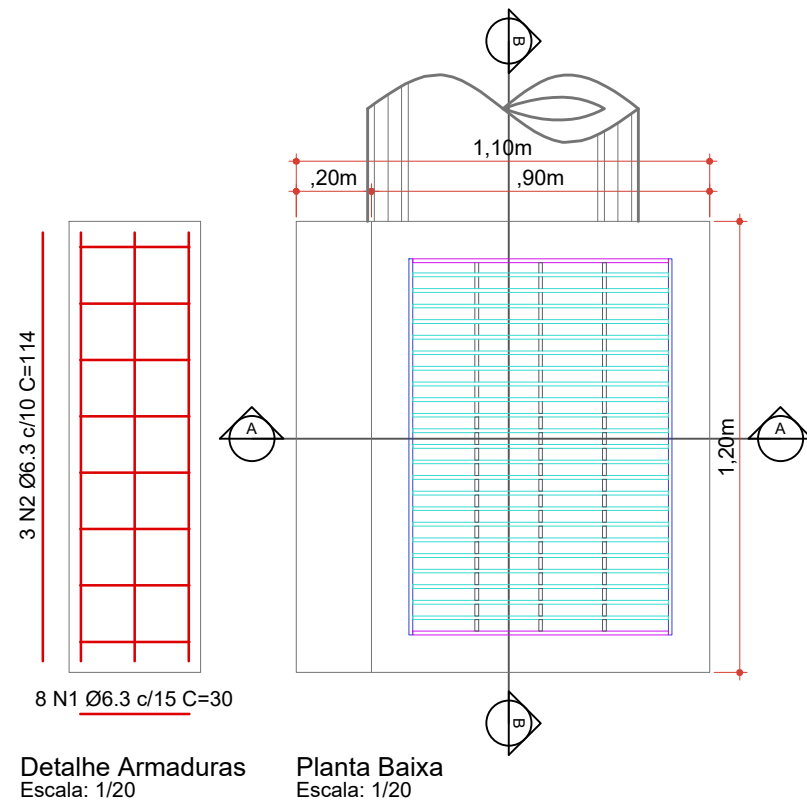 B
1,10m
,20m
,90m
3 N2 Ø6.3 c/10 C=114
A
A
1,20m
8 N1 Ø6.3 c/15 C=30
B
Detalhe Armaduras
Escala: 1/20
Planta Baixa
Escala: 1/20